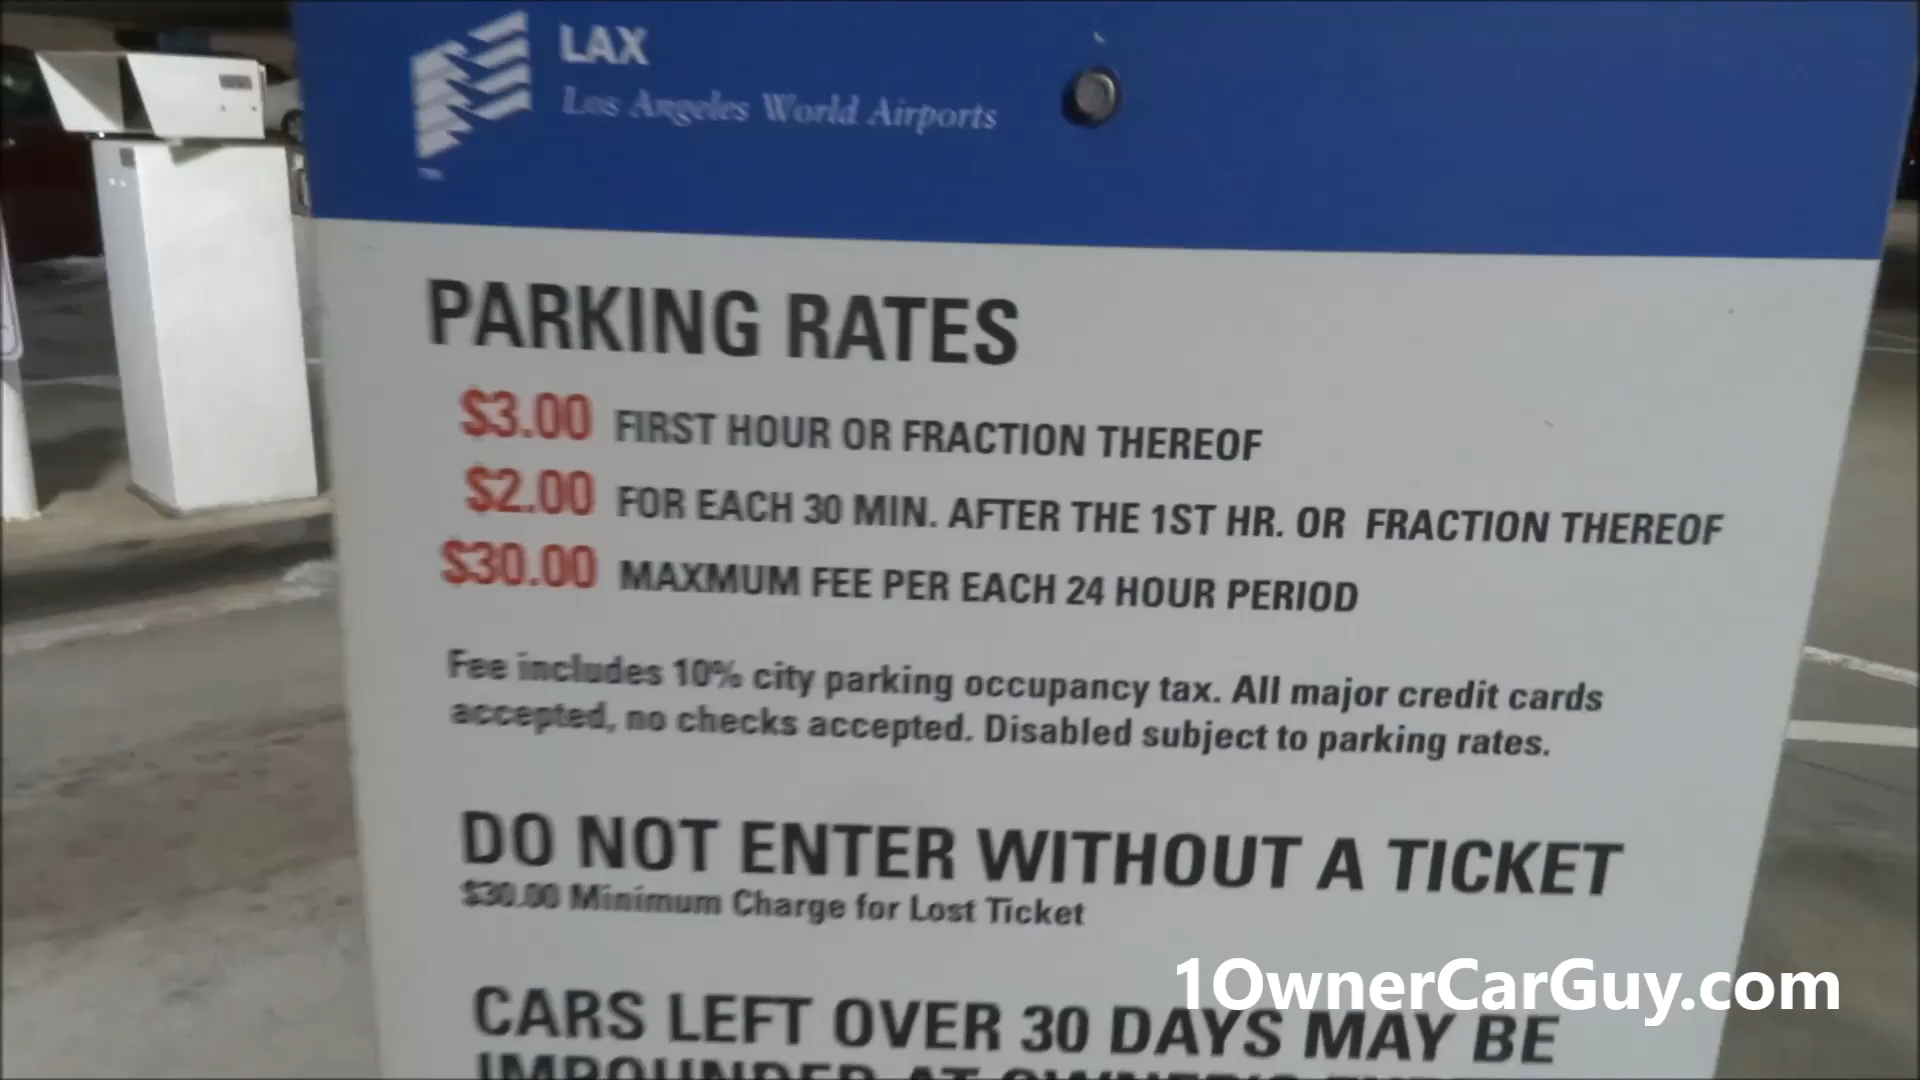 LAX
Los Angeles World Airports
PARKING RATES
$3.00 FIRST HOUR OR FRACTION THEREOF
$2.00 FOR EACH 30 MIN. AFTER THE 1ST HR. OR FRACTION THEREOF
$30.00 MAXMUM FEE PER EACH 24 HOUR PERIOD
Fee includes 10% city parking occupancy tax. All major credit cards
accepted, no checks accepted. Disabled subject to parking rates.
DO NOT ENTER WITHOUT A TICKET
$30.00 Minimum Charge for Lost Ticket
1OwnerCarGuy.com
CARS LEFT OVER 30 DAYS MAY BE
IMPOUNDED AT OWNER'S